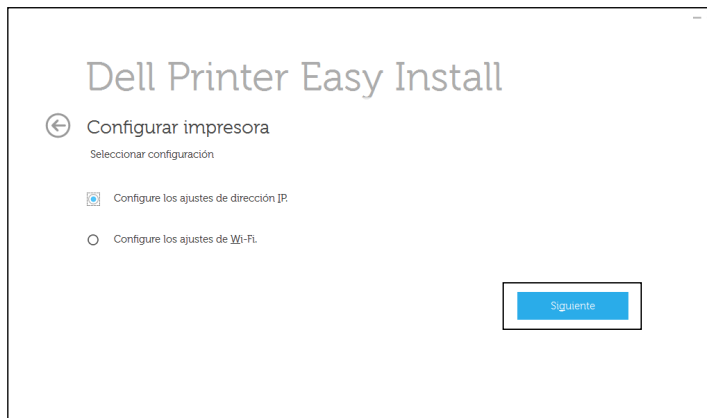 Dell Printer Easy Install
Configurar impresora
Seleccionar configuración
Configure los ajustes de dirección IP.
Configure los ajustes de Wi-Fi.
Siguiente